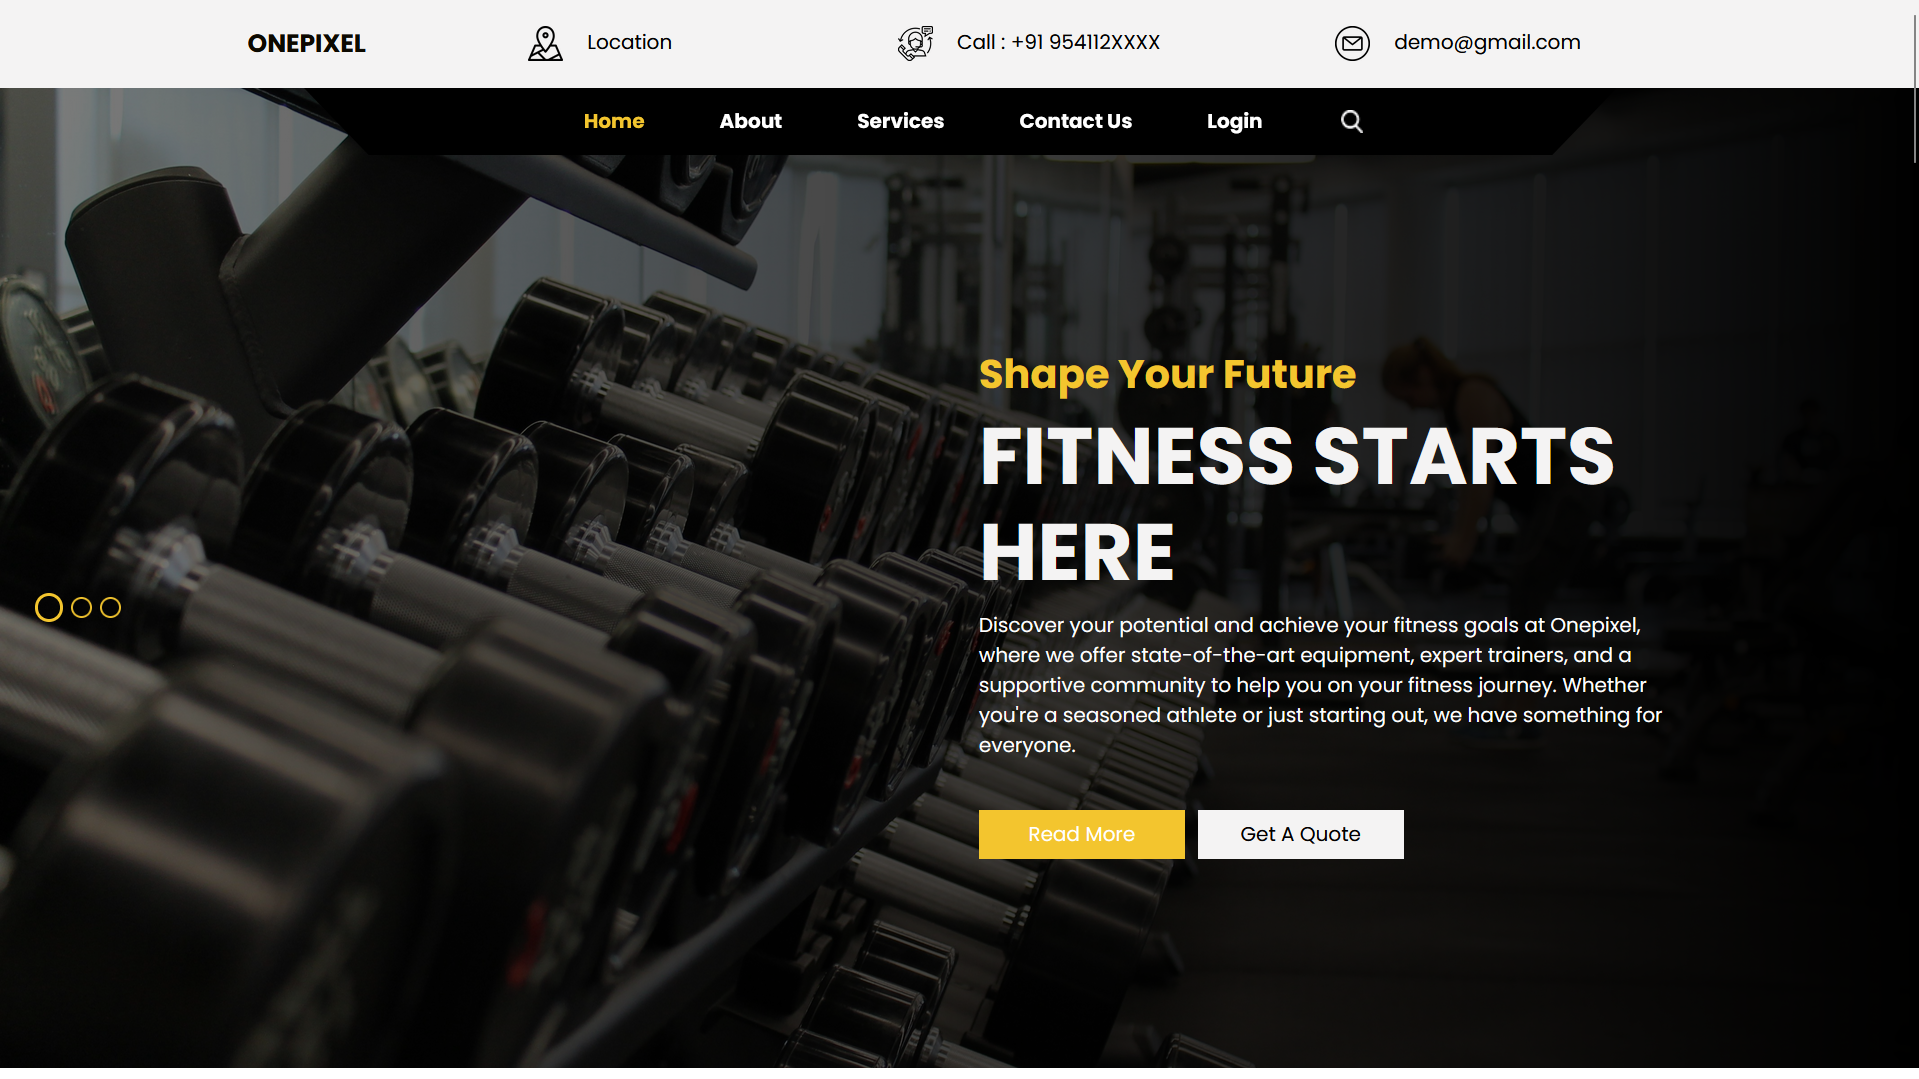 ONEPIXEL
Location
Call : +91 954112XXXX
demo@gmail.com
Home
About
Services
Contact Us
Login
Shape Your Future
FITNESS STARTS
HERE
Discover your potential and achieve your fitness goals at Onepixel,
where we offer state-of-the-art equipment, expert trainers, and a
supportive community to help you on your fitness journey. Whether
you're a seasoned athlete or just starting out, we have something for
everyone.
Read More
Get A Quote